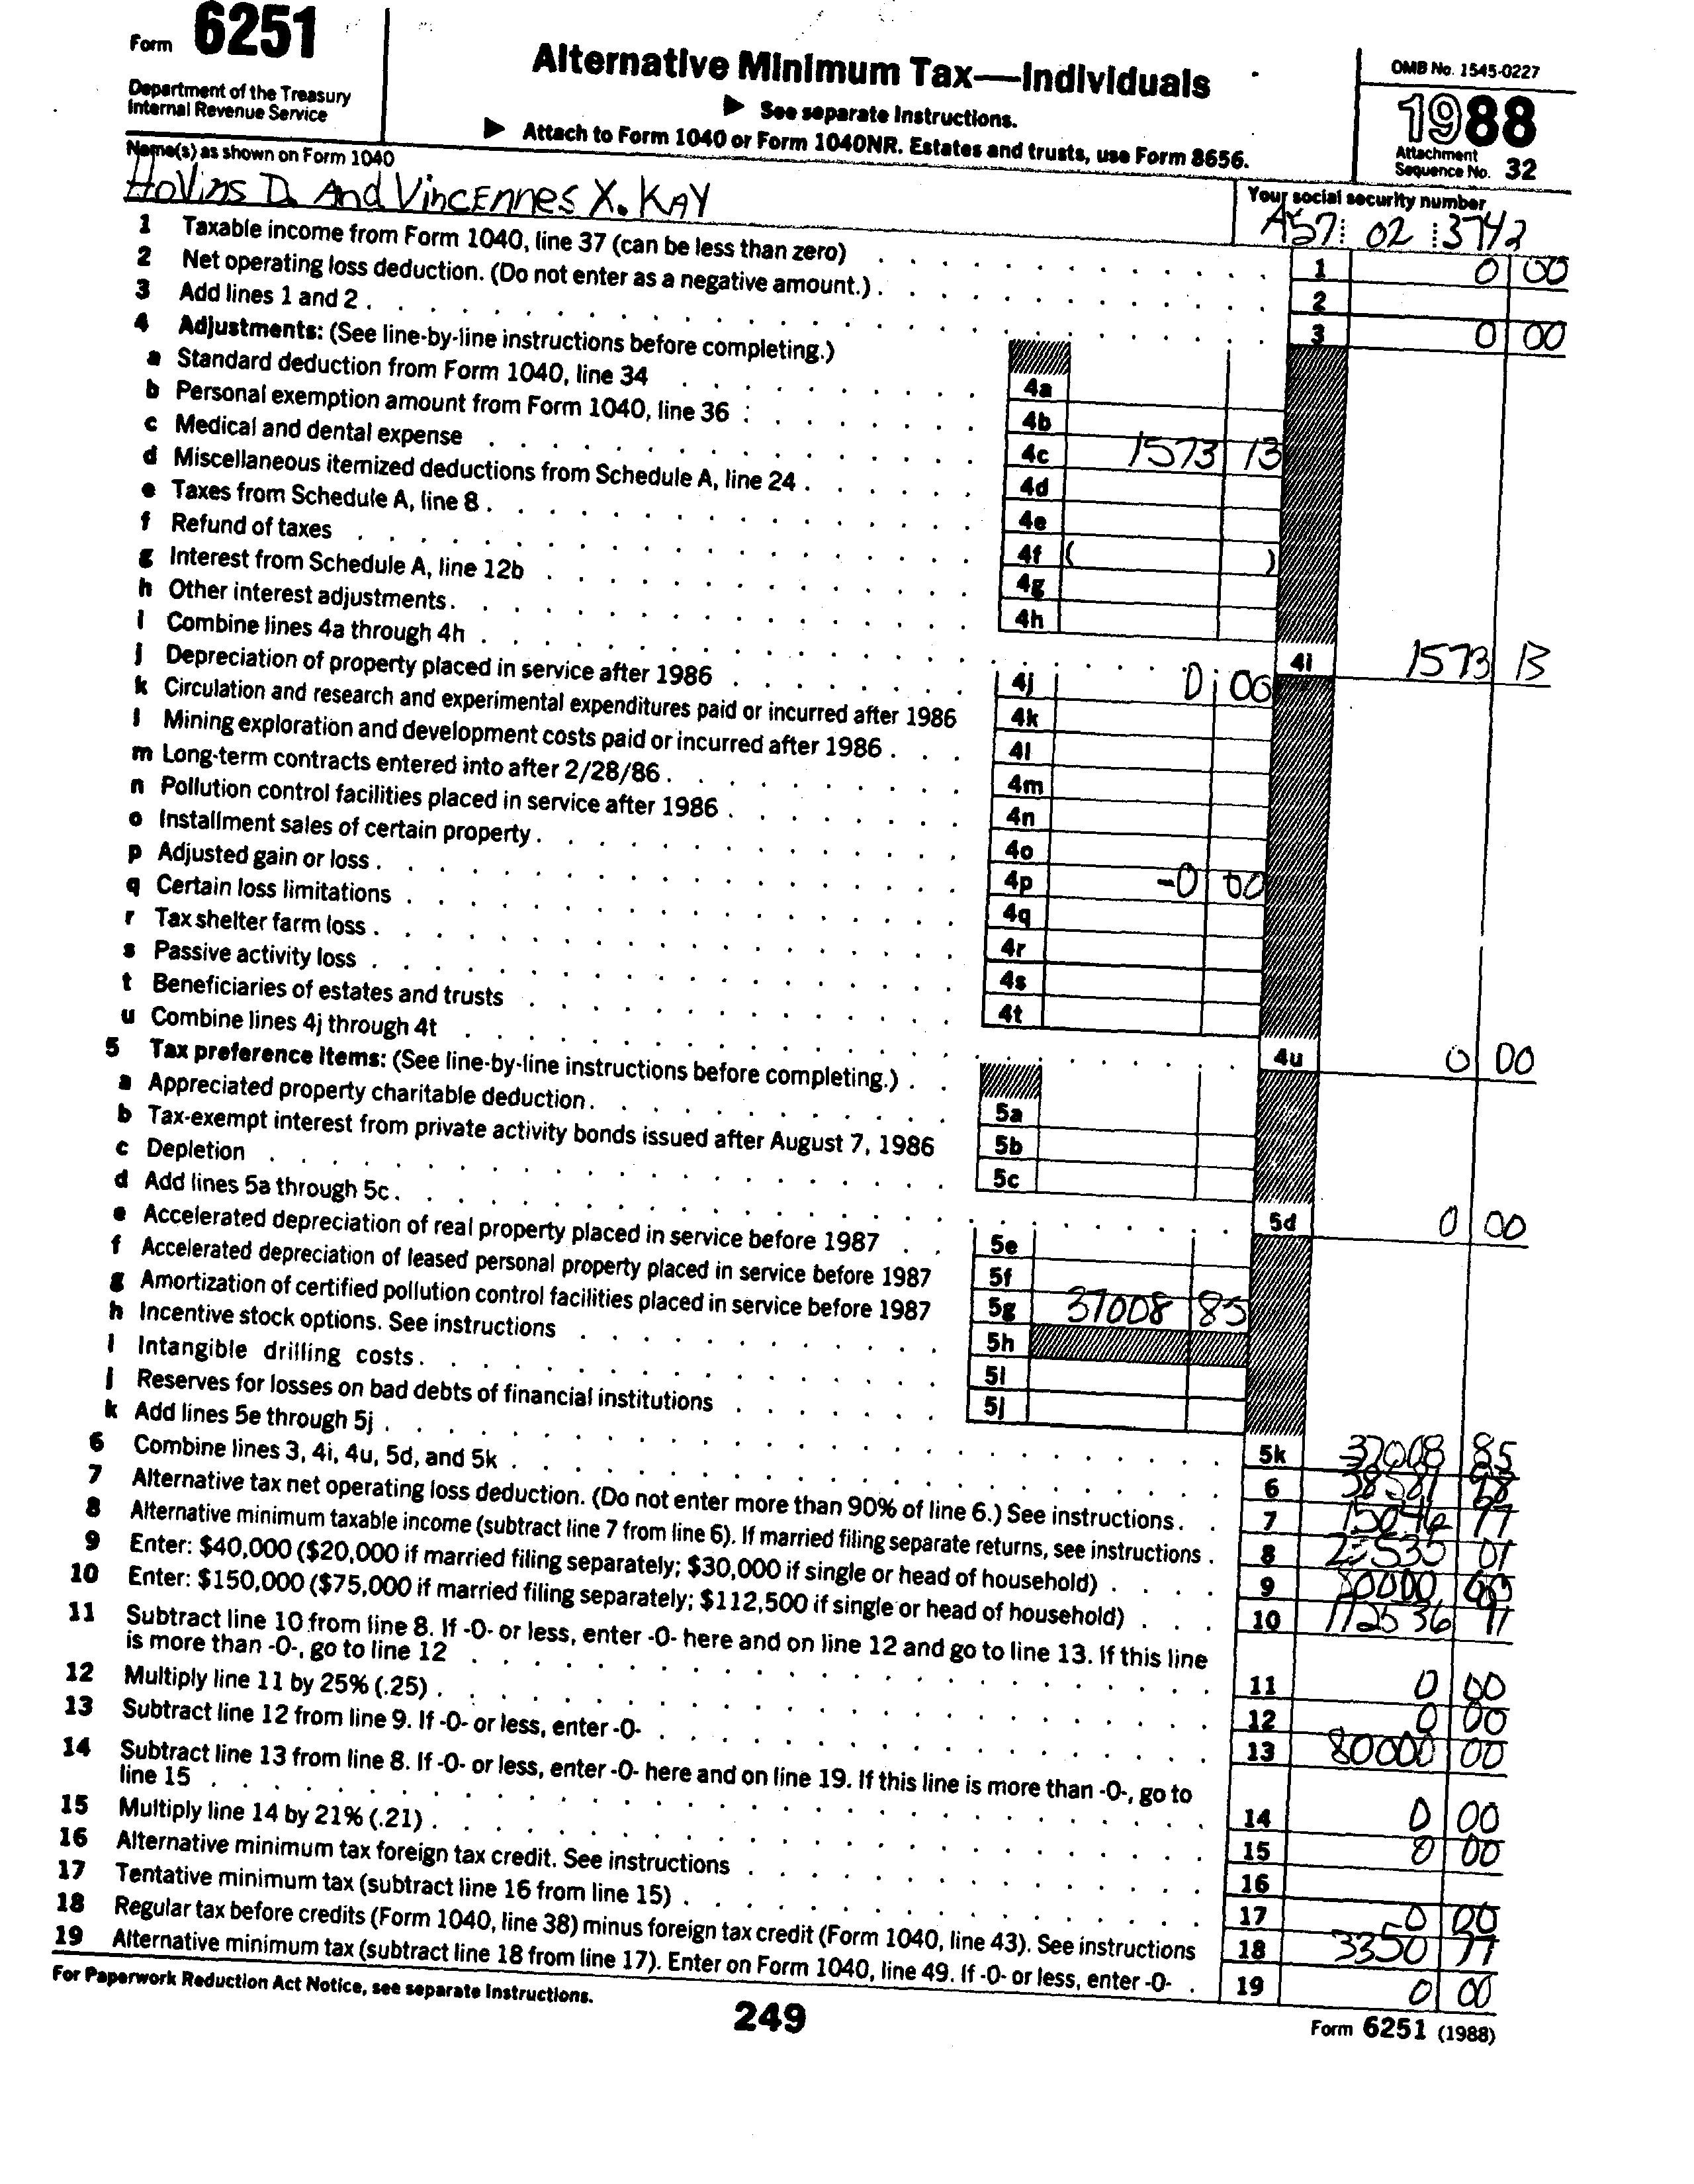 Form 6251
Department of the Treasury
Internal Revenue Service
Alternative Minimum Tax—Individuals
▶ See separate Instructions.
▶ Attach to Form 1040 or Form 1040NR. Estates and trusts, use Form 8656.
OMB No. 1545-0227
1988
Attachment
Sequence No. 32
Name(s) as shown on Form 1040
HoVins D. And VincEnnes X. KAY
Your social security number
A57 02 3742
1 Taxable income from Form 1040, line 37 (can be less than zero) . . . 1 0 00
2 Net operating loss deduction. (Do not enter as a negative amount.) . . . 2
3 Add lines 1 and 2 . . . 3 0 00
4 Adjustments: (See line-by-line instructions before completing.)
a Standard deduction from Form 1040, line 34 . . . 4a
b Personal exemption amount from Form 1040, line 36 . . . 4b
c Medical and dental expense . . . 4c 1573 13
d Miscellaneous itemized deductions from Schedule A, line 24 . . . 4d
e Taxes from Schedule A, line 8 . . . 4e
f Refund of taxes . . . 4f ( )
g Interest from Schedule A, line 12b . . . 4g
h Other interest adjustments . . . 4h
i Combine lines 4a through 4h . . . 4i 1573 13
j Depreciation of property placed in service after 1986 . . . 4j 0 00
k Circulation and research and experimental expenditures paid or incurred after 1986 4k
l Mining exploration and development costs paid or incurred after 1986 . . . 4l
m Long-term contracts entered into after 2/28/86 . . . 4m
n Pollution control facilities placed in service after 1986 . . . 4n
o Installment sales of certain property . . . 4o
p Adjusted gain or loss . . . 4p -0 00
q Certain loss limitations . . . 4q
r Tax shelter farm loss . . . 4r
s Passive activity loss . . . 4s
t Beneficiaries of estates and trusts . . . 4t
u Combine lines 4j through 4t . . . 4u 0 00
5 Tax preference items: (See line-by-line instructions before completing.) . .
a Appreciated property charitable deduction . . . 5a
b Tax-exempt interest from private activity bonds issued after August 7, 1986 5b
c Depletion . . . 5c
d Add lines 5a through 5c . . . 5d 0 00
e Accelerated depreciation of real property placed in service before 1987 . . 5e
f Accelerated depreciation of leased personal property placed in service before 1987 5f
g Amortization of certified pollution control facilities placed in service before 1987 5g 37008 85
h Incentive stock options. See instructions . . . 5h
i Intangible drilling costs . . . 5i
j Reserves for losses on bad debts of financial institutions . . . 5j
k Add lines 5e through 5j . . . 5k 37008 85
6 Combine lines 3, 4i, 4u, 5d, and 5k . . . 6 38581 98
7 Alternative tax net operating loss deduction. (Do not enter more than 90% of line 6.) See instructions . . 7
8 Alternative minimum taxable income (subtract line 7 from line 6). If married filing separate returns, see instructions . 8
9 Enter: $40,000 ($20,000 if married filing separately; $30,000 if single or head of household) . . . 9
10 Enter: $150,000 ($75,000 if married filing separately; $112,500 if single or head of household) . . . 10
11 Subtract line 10 from line 8. If -0- or less, enter -0- here and on line 12 and go to line 13. If this line
is more than -0-, go to line 12 . . . 11 0 00
12 Multiply line 11 by 25% (.25) . . . 12 0 00
13 Subtract line 12 from line 9. If -0- or less, enter -0- . . . 13 80000 00
14 Subtract line 13 from line 8. If -0- or less, enter -0- here and on line 19. If this line is more than -0-, go to
line 15 . . . 14 0 00
15 Multiply line 14 by 21% (.21) . . . 15 0 00
16 Alternative minimum tax foreign tax credit. See instructions . . . 16
17 Tentative minimum tax (subtract line 16 from line 15) . . . 17 0 00
18 Regular tax before credits (Form 1040, line 38) minus foreign tax credit (Form 1040, line 43). See instructions 18 3350 77
19 Alternative minimum tax (subtract line 18 from line 17). Enter on Form 1040, line 49. If -0- or less, enter -0- . 19 0 00
For Paperwork Reduction Act Notice, see separate Instructions.
249
Form 6251 (1988)